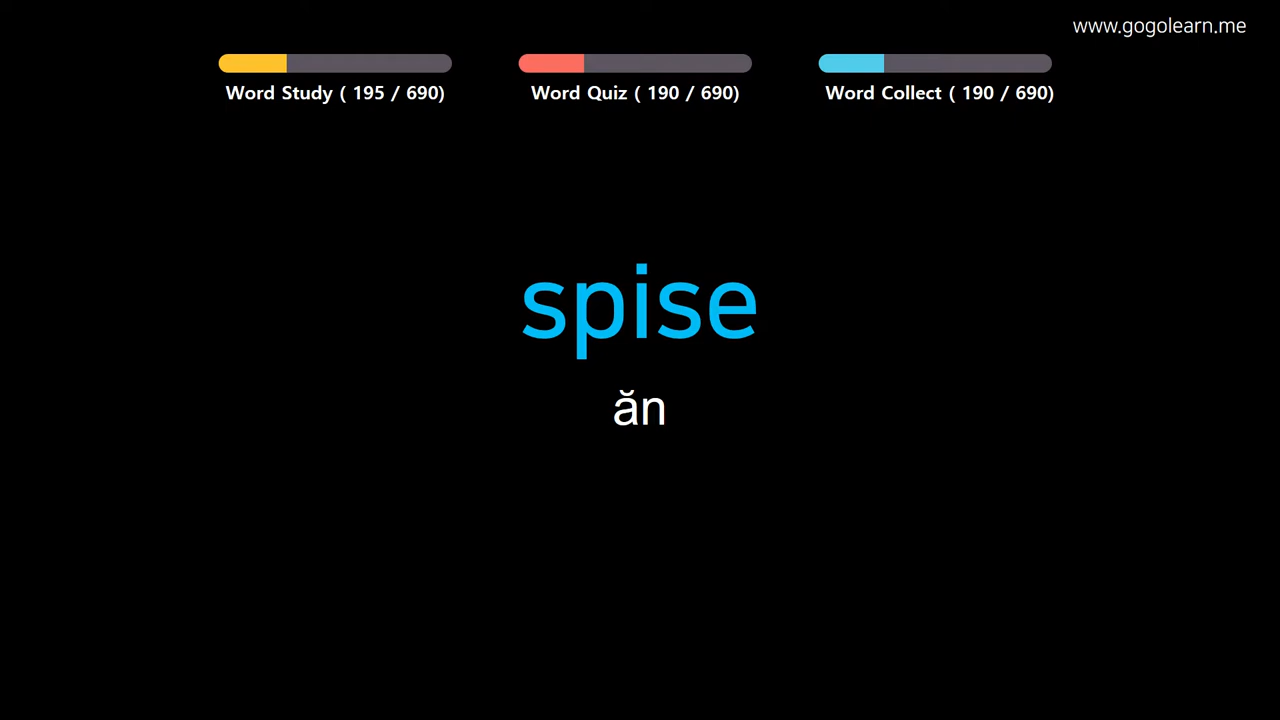 www.gogolearn.me
Word Study ( 195 / 690)
Word Quiz ( 190 / 690)
Word Collect ( 190 / 690)
spise
ăn